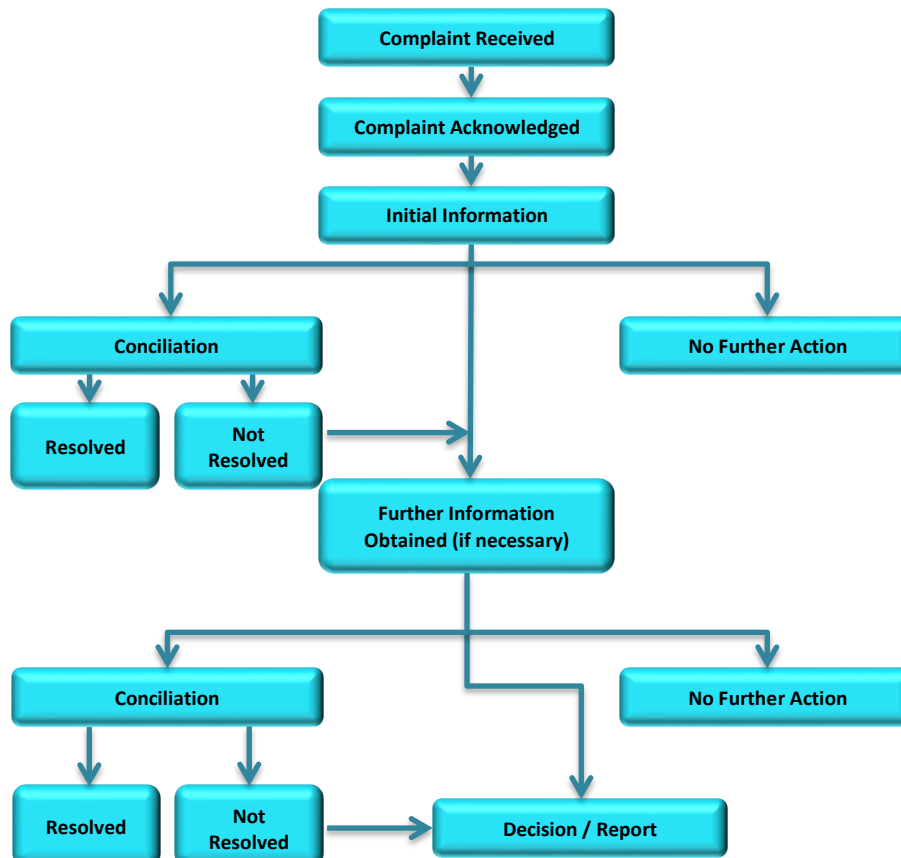 Complaint Received
Complaint Acknowledged
Initial Information
Conciliation
No Further Action
Resolved
Not
Resolved
Further Information
Obtained (if necessary)
Conciliation
No Further Action
Resolved
Not
Resolved
Decision / Report